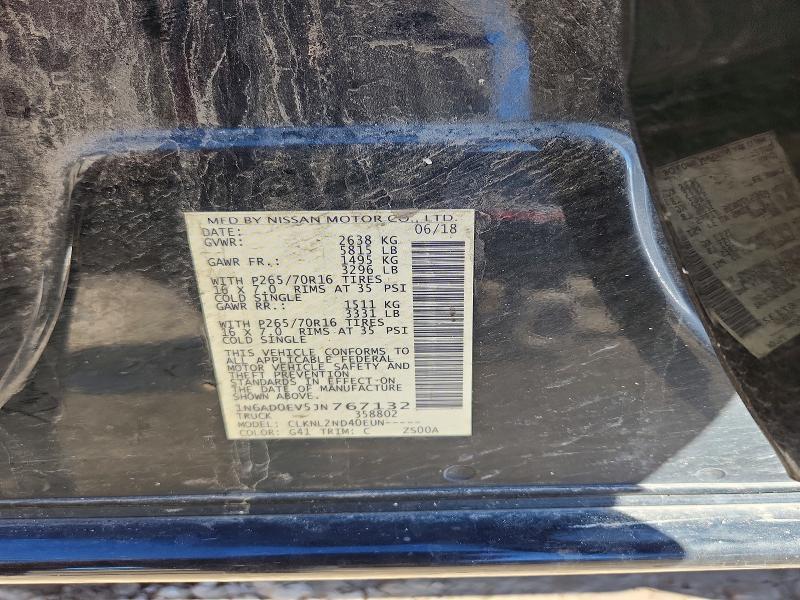 MFD BY NISSAN MOTOR CO., LTD.
DATE: 06/18
GVWR: 2638 KG
5815 LB
GAWR FR.: 1495 KG
3296 LB
WITH P265/70R16 TIRES
16 X 7.0 RIMS AT 35 PSI
COLD SINGLE
GAWR RR.: 1511 KG
3331 LB
WITH P265/70R16 TIRES
16 X 7.0 RIMS AT 35 PSI
COLD SINGLE
THIS VEHICLE CONFORMS TO
ALL APPLICABLE FEDERAL
MOTOR VEHICLE SAFETY AND
THEFT PREVENTION
STANDARDS IN EFFECT ON
THE DATE OF MANUFACTURE
SHOWN ABOVE.
1N6AD0EV5JN767132
TRUCK 358802
MODEL: CLKNLZND40EUN-----
COLOR: G41 TRIM: C ZS00A